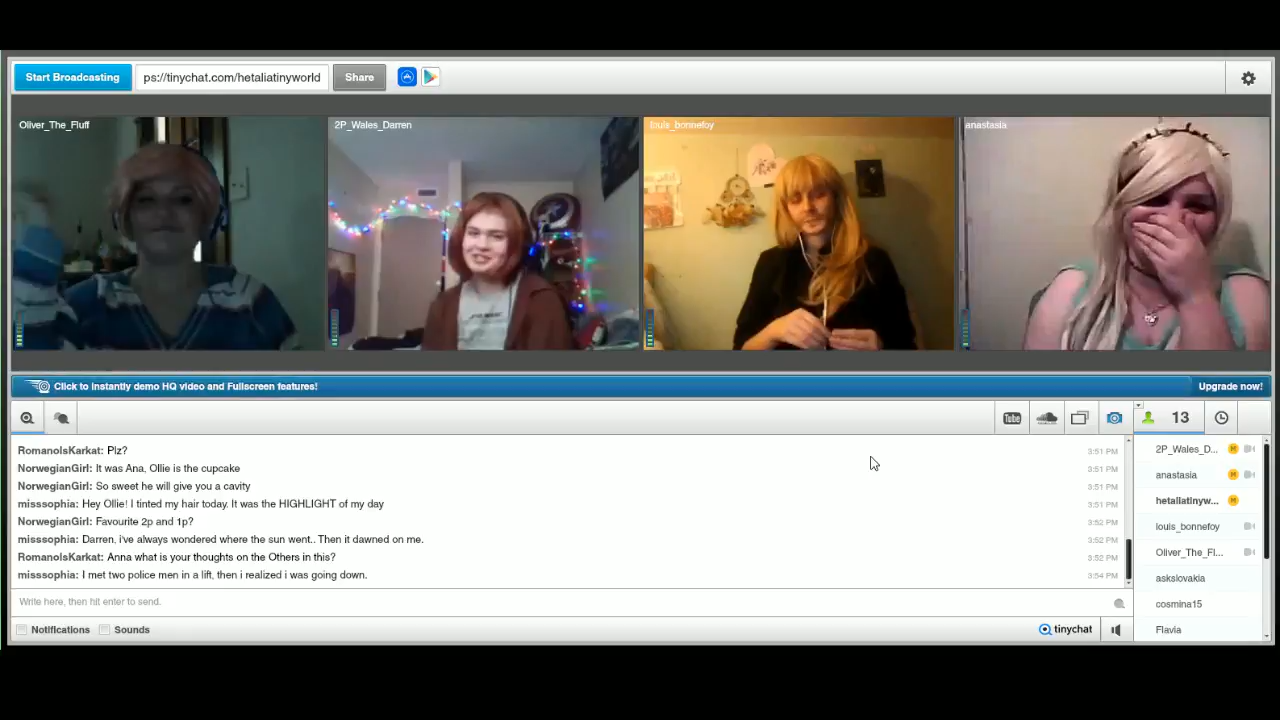 Start Broadcasting
ps://tinychat.com/hetaliatinyworld
Share
Oliver_The_Fluff
2P_Wales_Darren
louis_bonnefoy
anastasia
Click to instantly demo HQ video and Fullscreen features!
Upgrade now!
You Tube
13
RomanoIsKarkat: Plz?
3:51 PM
NorwegianGirl: It was Ana, Ollie is the cupcake
3:51 PM
NorwegianGirl: So sweet he will give you a cavity
3:51 PM
misssophia: Hey Ollie! I tinted my hair today. It was the HIGHLIGHT of my day
3:51 PM
NorwegianGirl: Favourite 2p and 1p?
3:52 PM
misssophia: Darren, i've always wondered where the sun went.. Then it dawned on me.
3:52 PM
RomanoIsKarkat: Anna what is your thoughts on the Others in this?
3:52 PM
misssophia: I met two police men in a lift, then i realized i was going down.
3:54 PM
2P_Wales_D... M
anastasia M
hetaliatinyw... M
louis_bonnefoy
Oliver_The_Fl...
askslovakia
cosmina15
Flavia
Write here, then hit enter to send.
Notifications
Sounds
tinychat